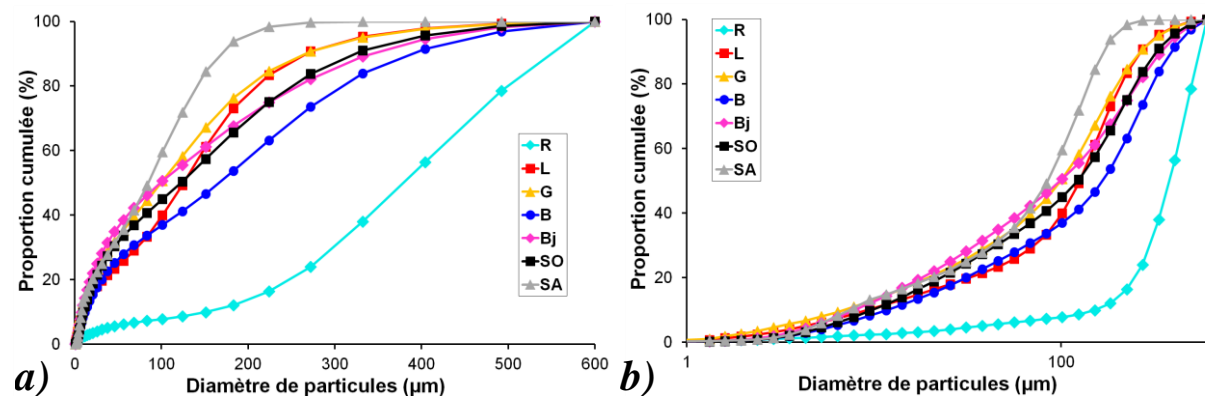 100
80
60
40
20
0
Proportion cumulée (%)
0 100 200 300 400 500 600
Diamètre de particules (µm)
R
L
G
B
Bj
SO
SA
a)
100
80
60
40
20
0
Proportion cumulée (%)
1 100
Diamètre de particules (µm)
R
L
G
B
Bj
SO
SA
b)